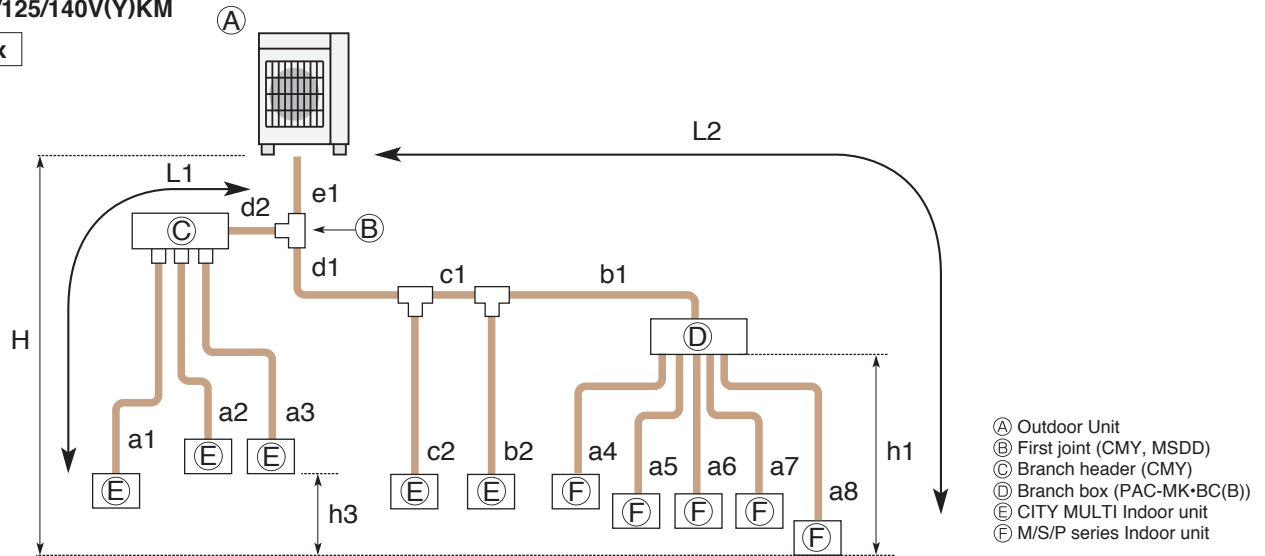 /125/140V(Y)KM
x
Ⓐ
L2
L1
e1
d2
Ⓒ
Ⓑ
d1
c1
b1
H
Ⓓ
a1
a2
a3
c2
b2
a4
a5
a6
a7
a8
h1
h3
Ⓔ
Ⓔ
Ⓔ
Ⓔ
Ⓔ
Ⓕ
Ⓕ
Ⓕ
Ⓕ
Ⓕ
Ⓐ Outdoor Unit
Ⓑ First joint (CMY, MSDD)
Ⓒ Branch header (CMY)
Ⓓ Branch box (PAC-MK•BC(B))
Ⓔ CITY MULTI Indoor unit
Ⓕ M/S/P series Indoor unit